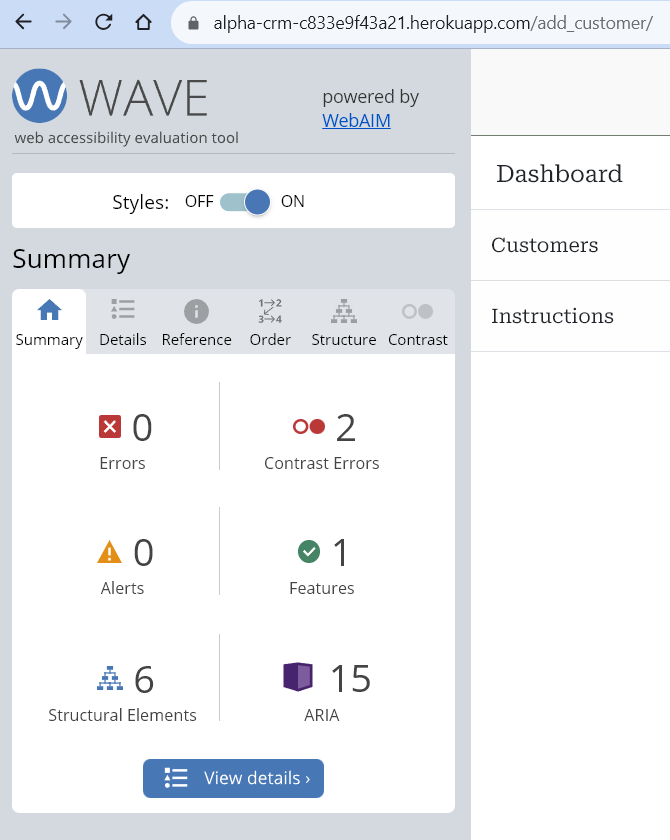 alpha-crm-c833e9f43a21.herokuapp.com/add_customer/
WAVE
web accessibility evaluation tool
powered by
WebAIM
Styles: OFF ON
Summary
Summary Details Reference Order Structure Contrast
0
Errors
2
Contrast Errors
0
Alerts
1
Features
6
Structural Elements
15
ARIA
View details ›
Dashboard
Customers
Instructions